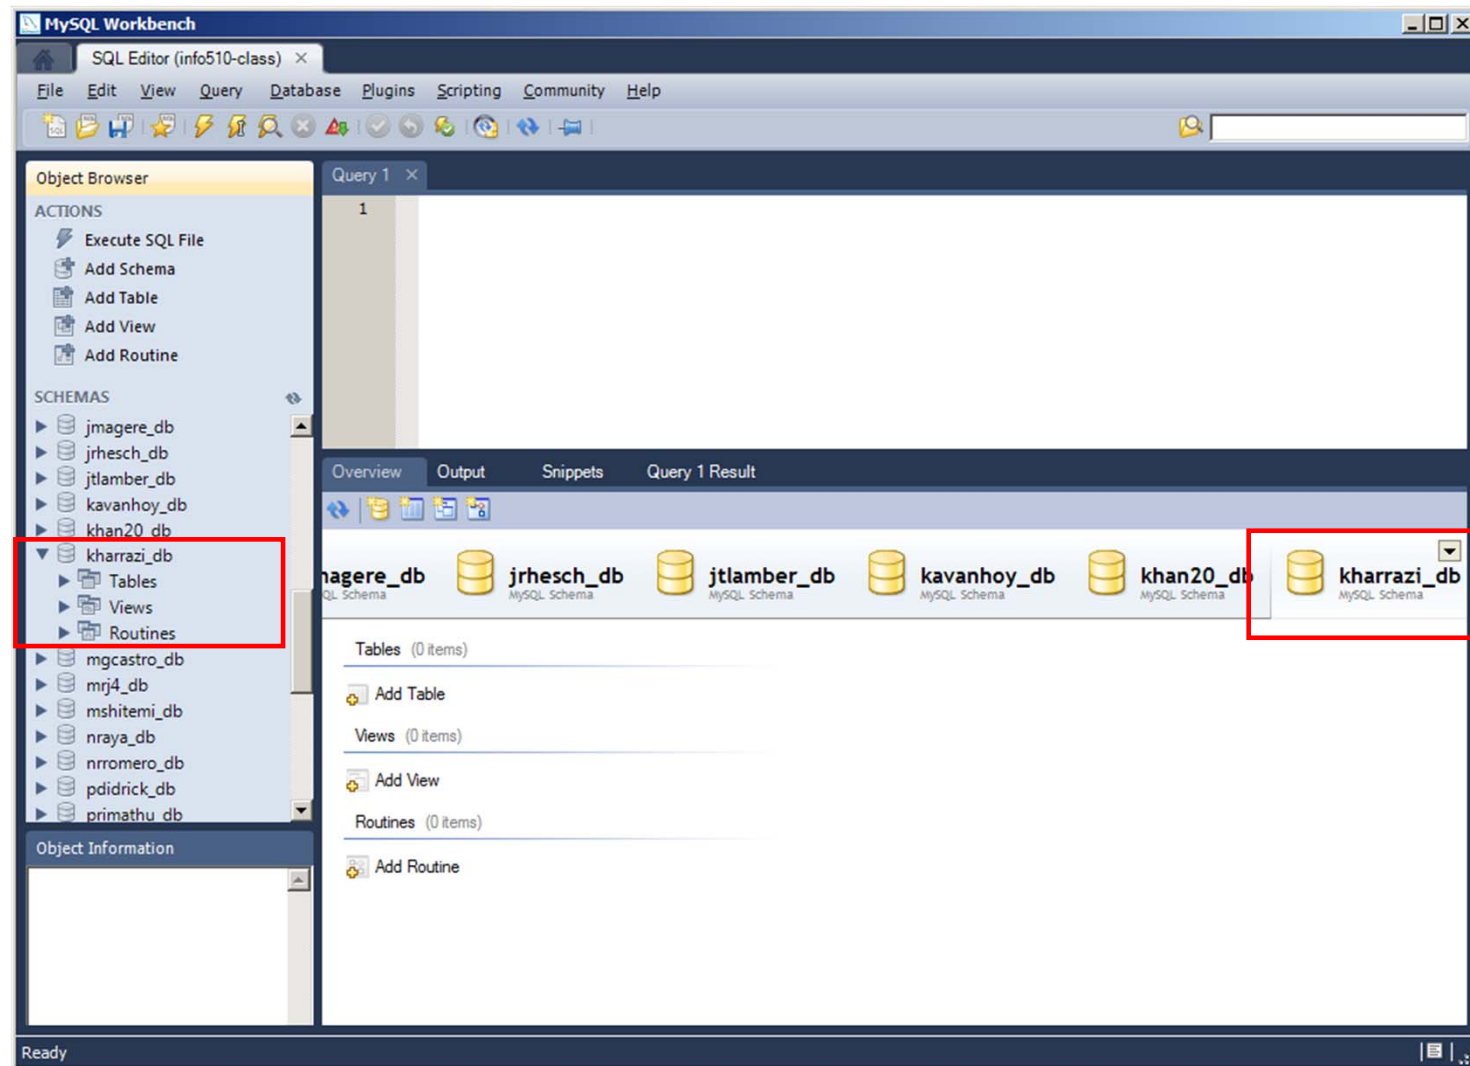 MySQL Workbench
SQL Editor (info510-class)
File Edit View Query Database Plugins Scripting Community Help
Object Browser
ACTIONS
Execute SQL File
Add Schema
Add Table
Add View
Add Routine
SCHEMAS
jmagere_db
jrhesch_db
jtlamber_db
kavanhoy_db
khan20_db
kharrazi_db
Tables
Views
Routines
mgcastro_db
mrj4_db
mshitemi_db
nraya_db
nrromero_db
pdidrick_db
primathu_db
Object Information
Query 1
1
Overview Output Snippets Query 1 Result
nagere_db jrhesch_db jtlamber_db kavanhoy_db khan20_db kharrazi_db
QL Schema MySQL Schema MySQL Schema MySQL Schema MySQL Schema MySQL Schema
Tables (0 items)
Add Table
Views (0 items)
Add View
Routines (0 items)
Add Routine
Ready